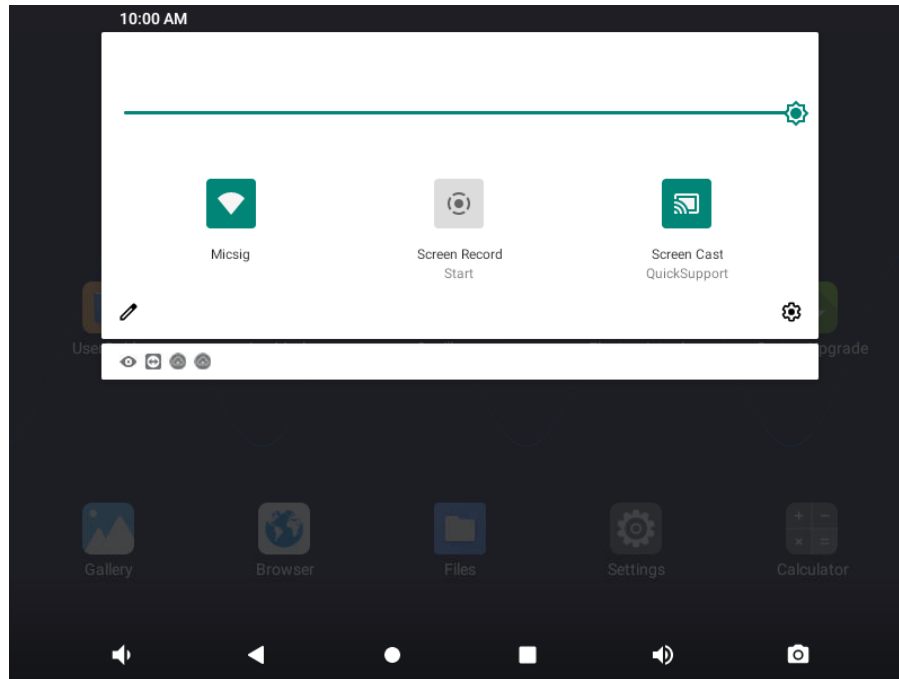 10:00 AM
Micsig
Screen Record
Start
Screen Cast
QuickSupport
Gallery
Browser
Files
Settings
Calculator